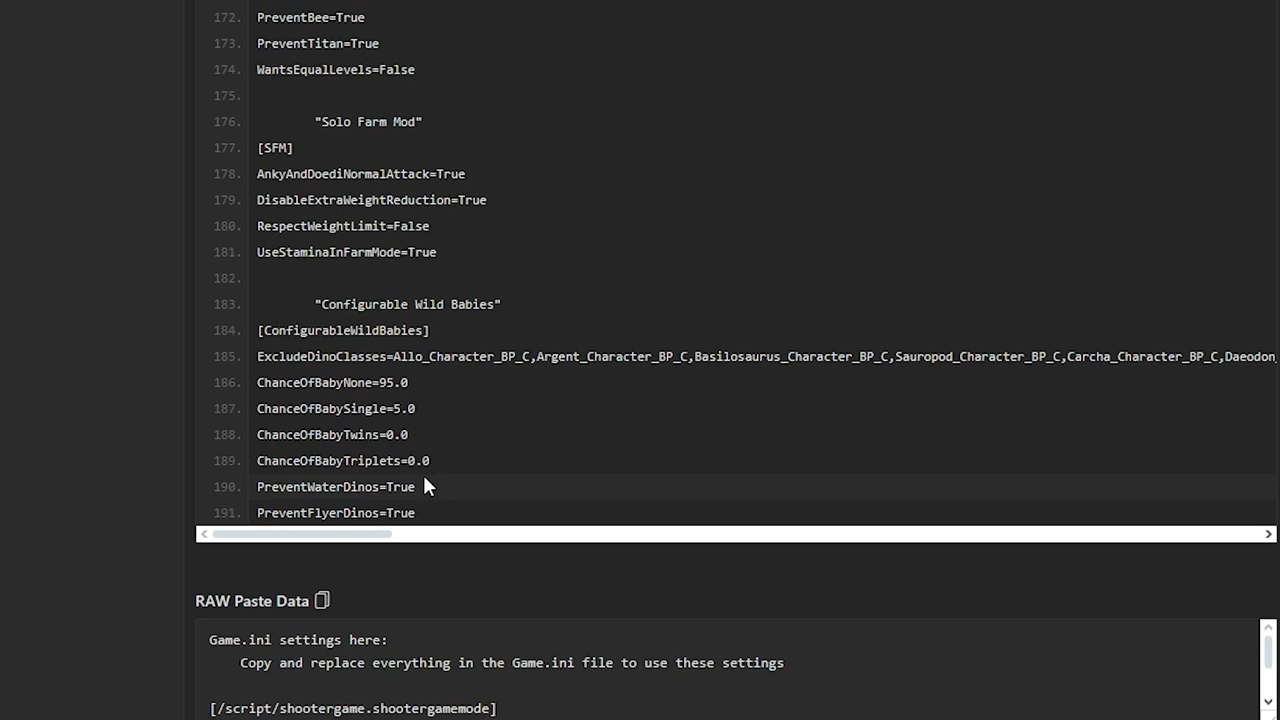 172. PreventBee=True
173. PreventTitan=True
174. WantsEqualLevels=False
175.
176. "Solo Farm Mod"
177. [SFM]
178. AnkyAndDoediNormalAttack=True
179. DisableExtraWeightReduction=True
180. RespectWeightLimit=False
181. UseStaminaInFarmMode=True
182.
183. "Configurable Wild Babies"
184. [ConfigurableWildBabies]
185. ExcludeDinoClasses=Allo_Character_BP_C,Argent_Character_BP_C,Basilosaurus_Character_BP_C,Sauropod_Character_BP_C,Carcha_Character_BP_C,Daeodon
186. ChanceOfBabyNone=95.0
187. ChanceOfBabySingle=5.0
188. ChanceOfBabyTwins=0.0
189. ChanceOfBabyTriplets=0.0
190. PreventWaterDinos=True
191. PreventFlyerDinos=True
RAW Paste Data
Game.ini settings here:
Copy and replace everything in the Game.ini file to use these settings
[/script/shootergame.shootergamemode]